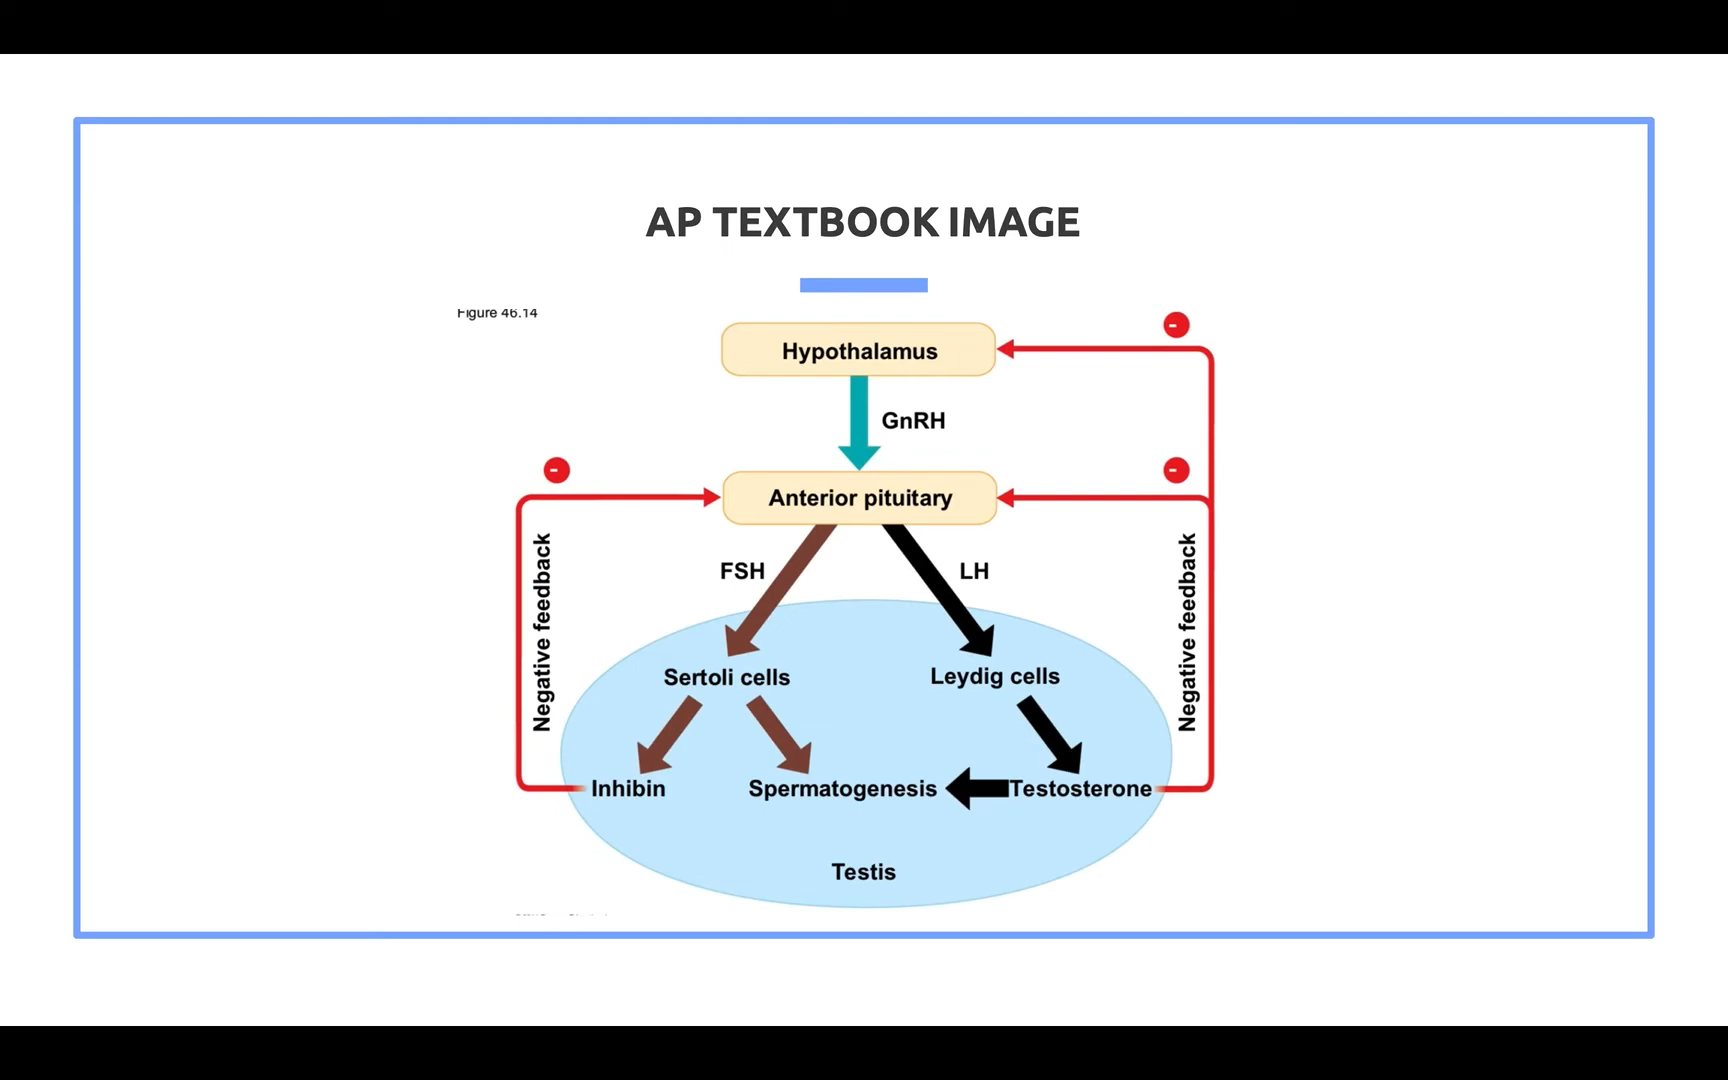 AP TEXTBOOK IMAGE
Figure 46.14
-
Hypothalamus
GnRH
-
-
Anterior pituitary
Negative feedback
FSH
LH
Negative feedback
Sertoli cells
Leydig cells
Inhibin
Spermatogenesis
Testosterone
Testis